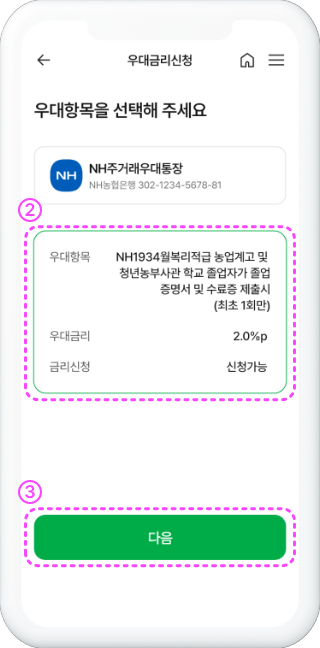 우대금리신청
우대항목을 선택해 주세요
NH
NH주거래우대통장
NH농협은행 302-1234-5678-81
②
우대항목
NH1934월복리적금 농업계고 및
청년농부사관 학교 졸업자가 졸업
증명서 및 수료증 제출시
(최초 1회만)
우대금리
2.0%p
금리신청
신청가능
③
다음